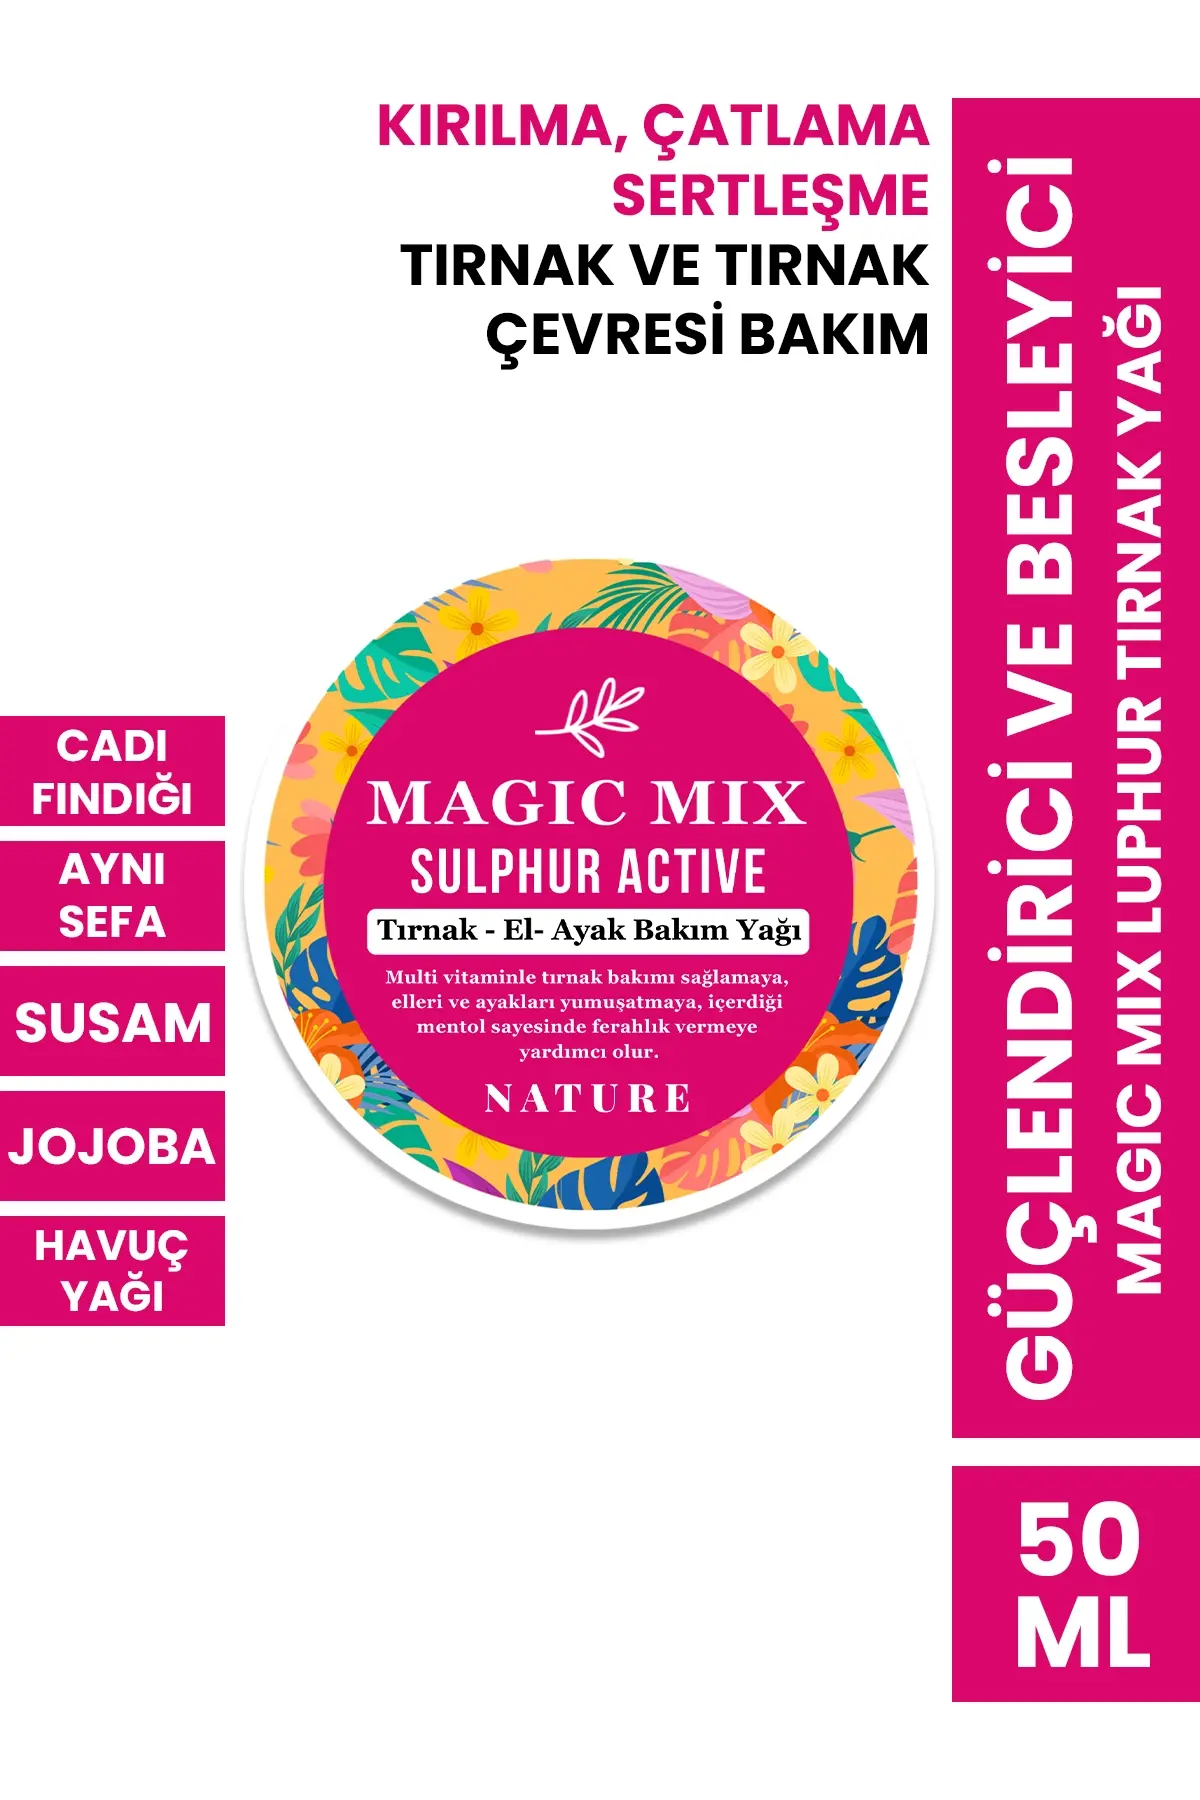 KIRILMA, ÇATLAMA
SERTLEŞME
TIRNAK VE TIRNAK
ÇEVRESİ BAKIM
GÜÇLENDİRİCİ VE BESLEYİCİ
MAGIC MIX LUPHUR TIRNAK YAĞI
CADI
FINDIĞI
AYNI
SEFA
SUSAM
JOJOBA
HAVUÇ
YAĞI
MAGIC MIX
SULPHUR ACTIVE
Tırnak - El- Ayak Bakım Yağı
Multi vitaminle tırnak bakımı sağlamaya,
elleri ve ayakları yumuşatmaya, içerdiği
mentol sayesinde ferahlık vermeye
yardımcı olur.
NATURE
50
ML